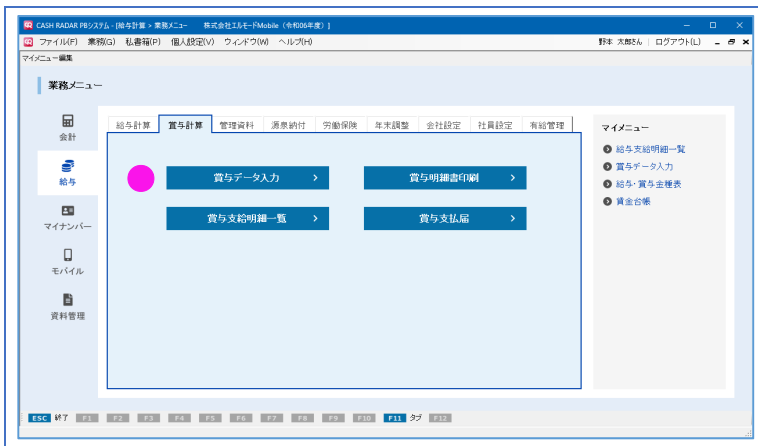 CASH RADAR PBシステム - [給与計算 > 業務メニュー 株式会社エルモードMobile（令和06年度）]
ファイル(F) 業務(G) 私書箱(P) 個人設定(V) ウィンドウ(W) ヘルプ(H) 野本 太郎さん ログアウト(L)
マイメニュー編集
業務メニュー
会計
給与
マイナンバー
モバイル
資料管理
給与計算 賞与計算 管理資料 源泉納付 労働保険 年末調整 会社設定 社員設定 有給管理
賞与データ入力 賞与明細書印刷
賞与支給明細一覧 賞与支払届
マイメニュー
給与支給明細一覧
賞与データ入力
給与・賞与金種表
賃金台帳
ESC 終了 F1 F2 F3 F4 F5 F6 F7 F8 F9 F10 F11 タブ F12